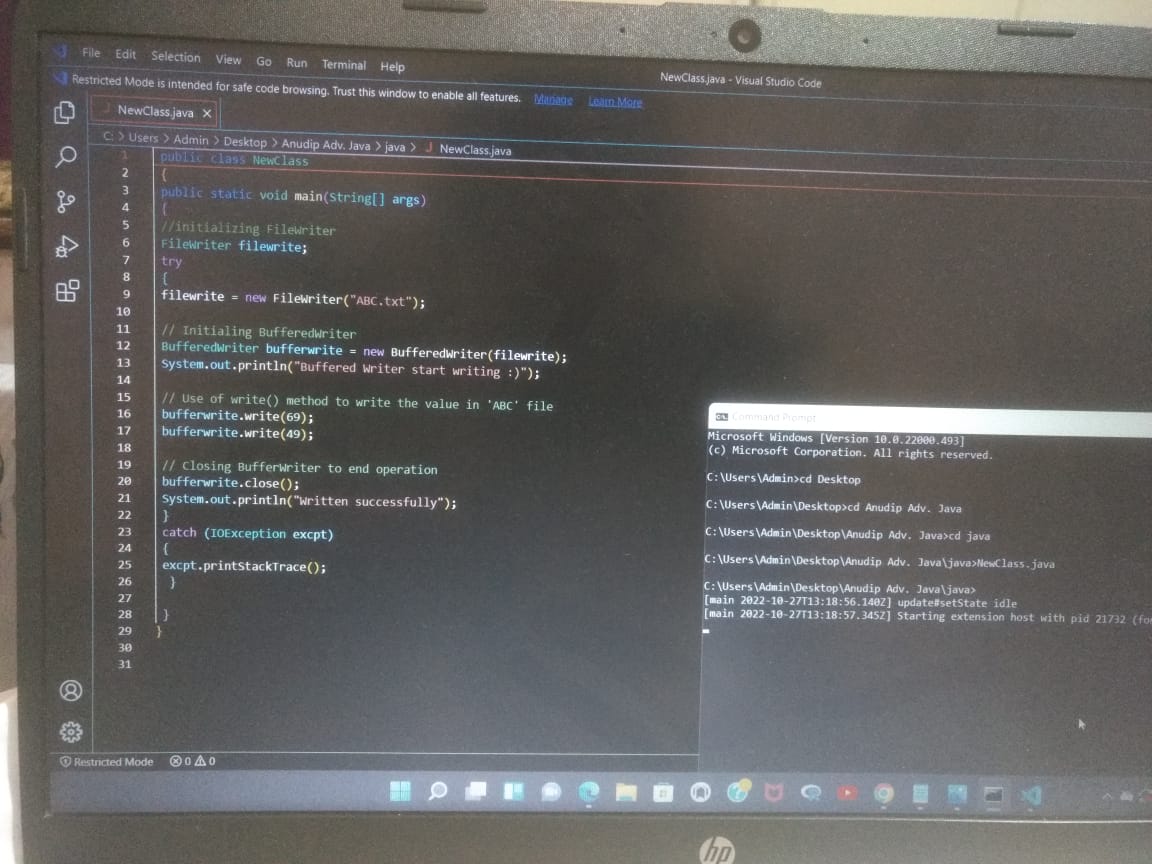 File Edit Selection View Go Run Terminal Help
NewClass.java - Visual Studio Code
Restricted Mode is intended for safe code browsing. Trust this window to enable all features. Manage Learn More
NewClass.java ×
C: > Users > Admin > Desktop > Anudip Adv. Java > java > J NewClass.java
1 public class NewClass
2 {
3 public static void main(String[] args)
4 {
5 //initializing FileWriter
6 FileWriter filewrite;
7 try
8 {
9 filewrite = new FileWriter("ABC.txt");
10
11 // Initialing BufferedWriter
12 BufferedWriter bufferwrite = new BufferedWriter(filewrite);
13 System.out.println("Buffered Writer start writing :)");
14
15 // Use of write() method to write the value in 'ABC' file
16 bufferwrite.write(69);
17 bufferwrite.write(49);
18
19 // Closing BufferWriter to end operation
20 bufferwrite.close();
21 System.out.println("Written successfully");
22 }
23 catch (IOException excpt)
24 {
25 excpt.printStackTrace();
26 }
27
28 }
29 }
30
31
Command Prompt
Microsoft Windows [Version 10.0.22000.493]
(c) Microsoft Corporation. All rights reserved.
C:\Users\Admin>cd Desktop
C:\Users\Admin\Desktop>cd Anudip Adv. Java
C:\Users\Admin\Desktop\Anudip Adv. Java>cd java
C:\Users\Admin\Desktop\Anudip Adv. Java\java>NewClass.java
C:\Users\Admin\Desktop\Anudip Adv. Java\java>
[main 2022-10-27T13:18:56.140Z] update#setState idle
[main 2022-10-27T13:18:57.345Z] Starting extension host with pid 21732 (fo
Restricted Mode 0 0
hp